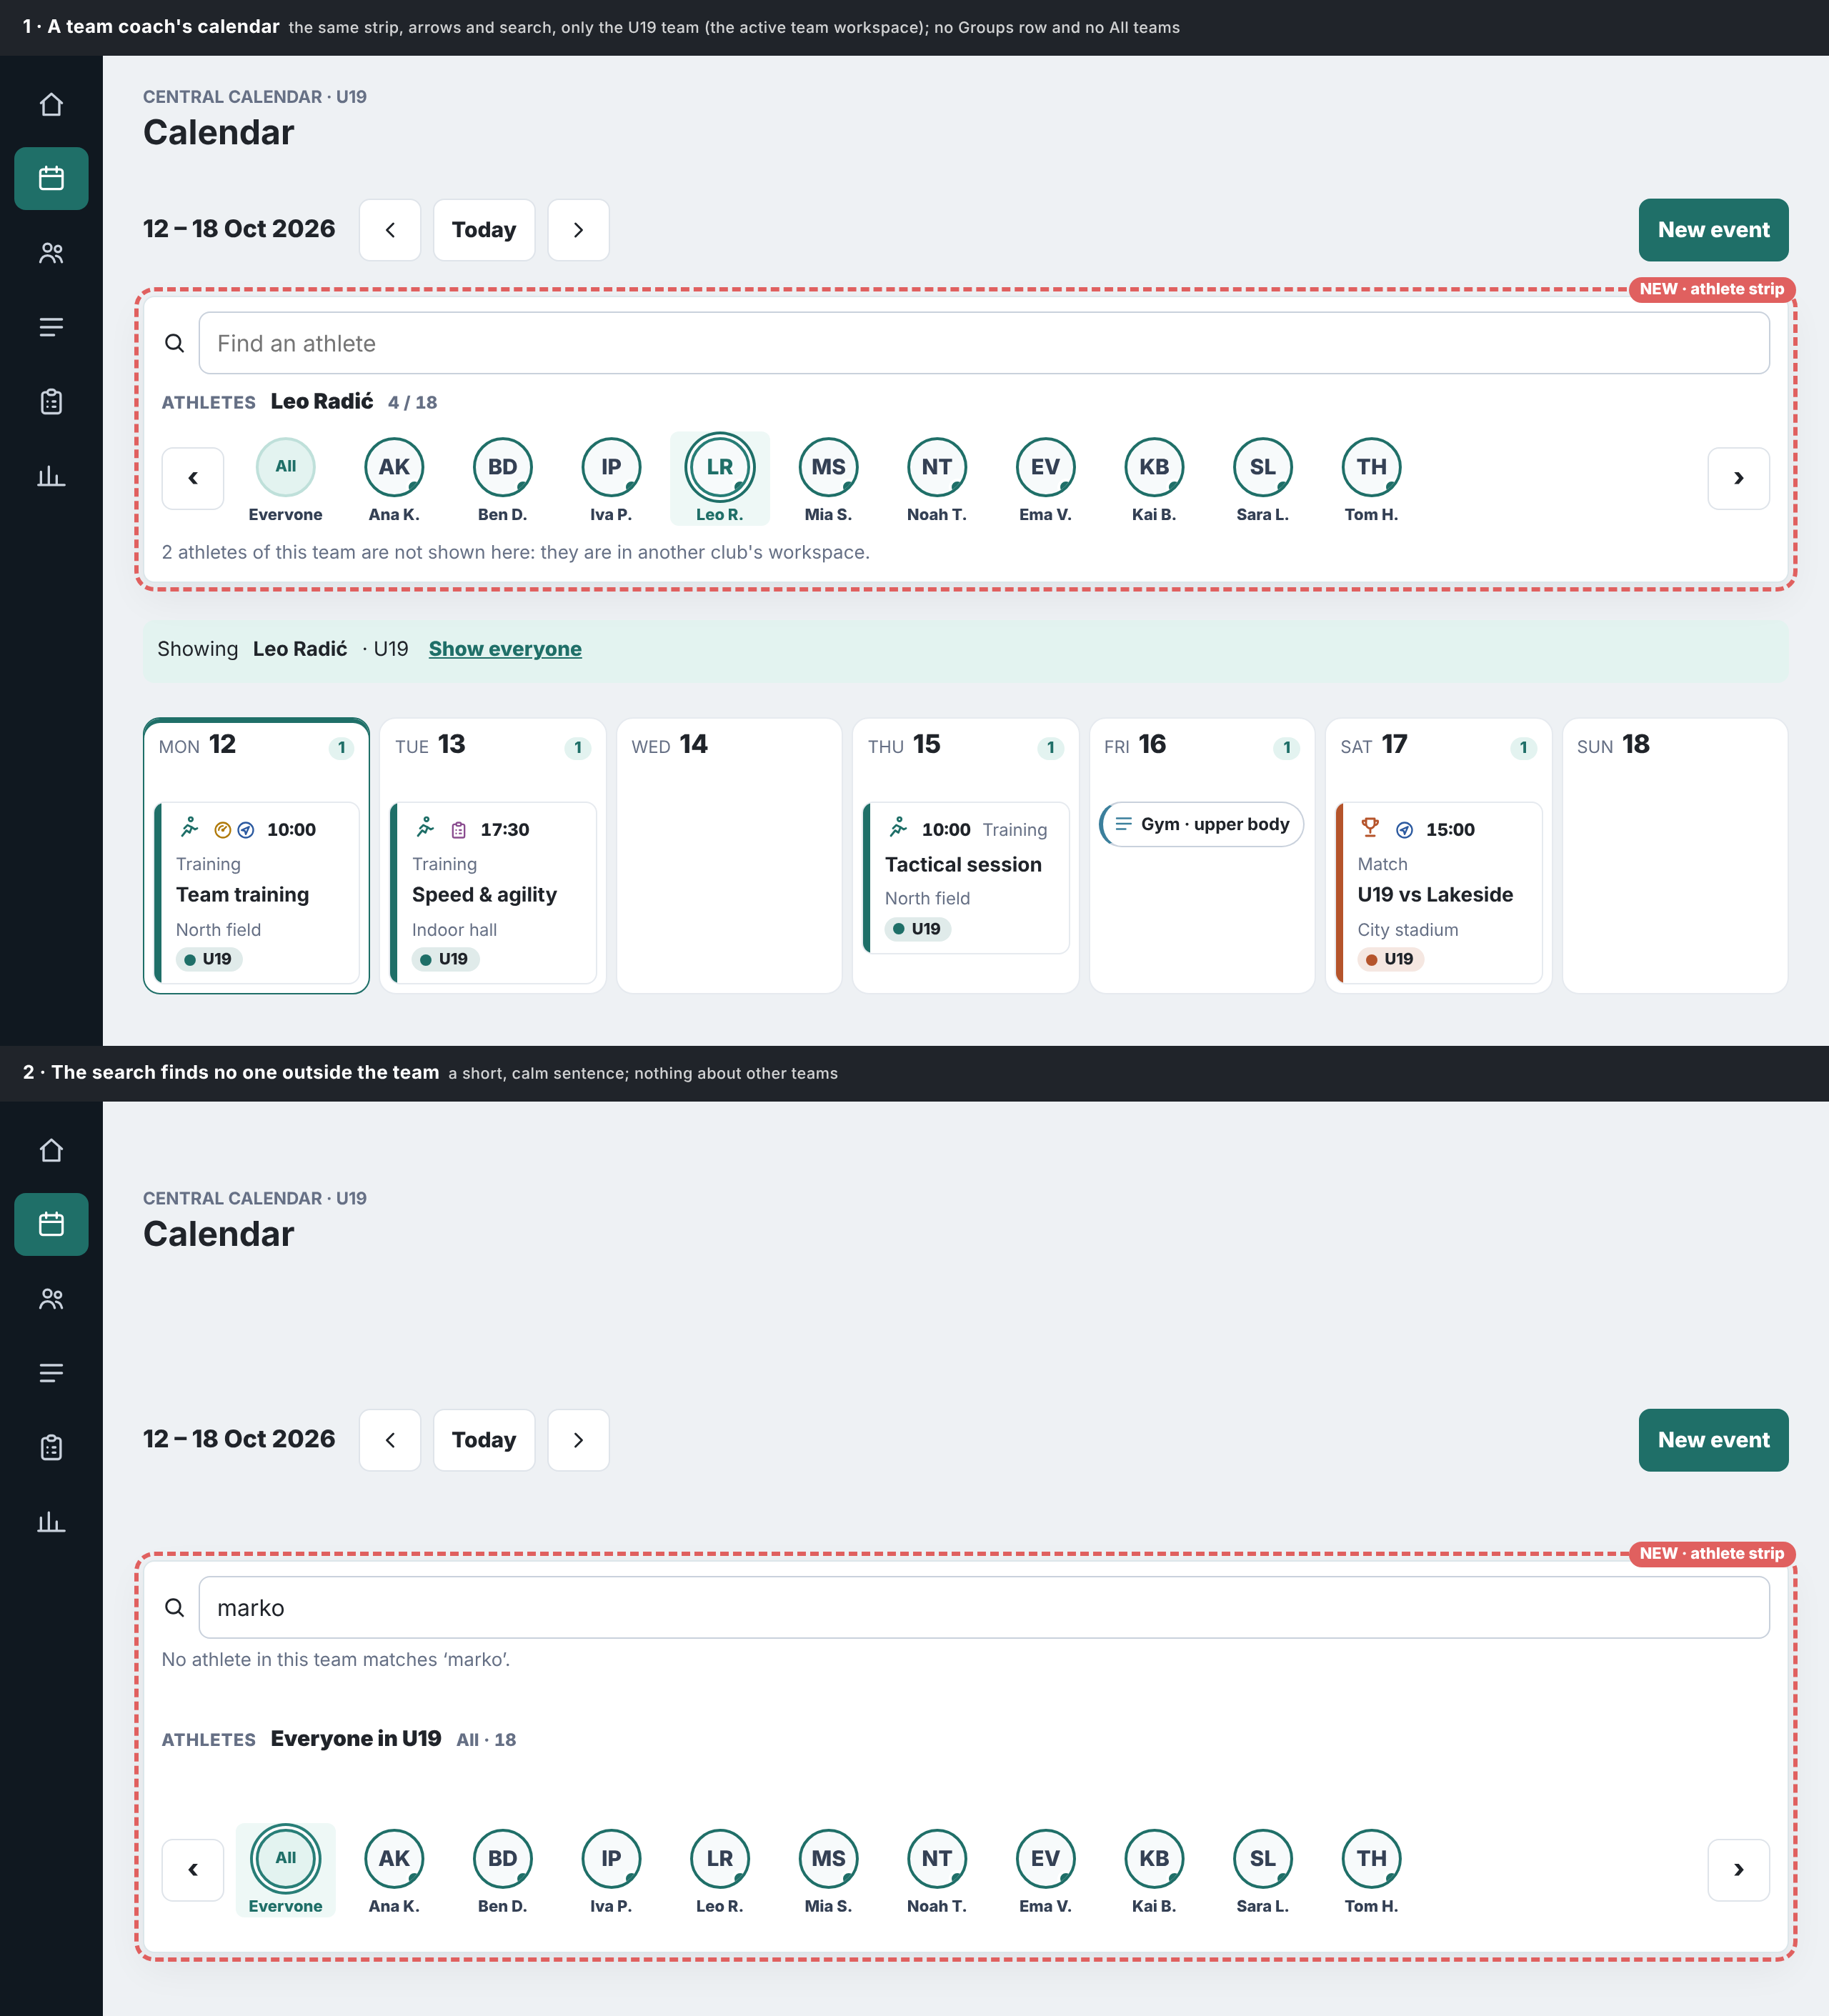 1 · A team coach's calendar the same strip, arrows and search, only the U19 team (the active team workspace); no Groups row and no All teams
CENTRAL CALENDAR · U19
Calendar
12 – 18 Oct 2026 Today New event
NEW · athlete strip
Find an athlete
ATHLETES Leo Radić 4 / 18
All AK BD IP LR MS NT EV KB SL TH
Everyone Ana K. Ben D. Iva P. Leo R. Mia S. Noah T. Ema V. Kai B. Sara L. Tom H.
2 athletes of this team are not shown here: they are in another club's workspace.
Showing Leo Radić · U19 Show everyone
MON 12 1
10:00
Training
Team training
North field
U19
TUE 13 1
17:30
Training
Speed & agility
Indoor hall
U19
WED 14
THU 15 1
10:00 Training
Tactical session
North field
U19
FRI 16 1
Gym · upper body
SAT 17 1
15:00
Match
U19 vs Lakeside
City stadium
U19
SUN 18
2 · The search finds no one outside the team a short, calm sentence; nothing about other teams
CENTRAL CALENDAR · U19
Calendar
12 – 18 Oct 2026 Today New event
NEW · athlete strip
marko
No athlete in this team matches ‘marko’.
ATHLETES Everyone in U19 All · 18
All AK BD IP LR MS NT EV KB SL TH
Everyone Ana K. Ben D. Iva P. Leo R. Mia S. Noah T. Ema V. Kai B. Sara L. Tom H.